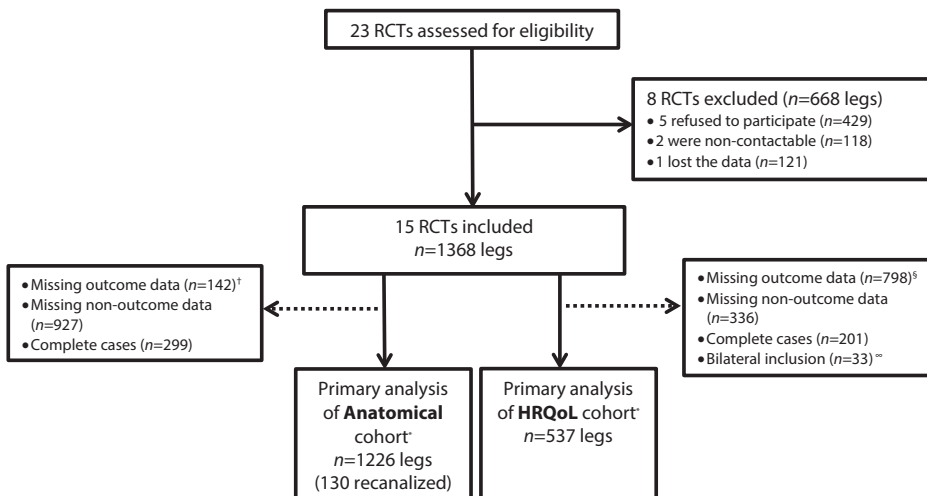 23 RCTs assessed for eligibility
8 RCTs excluded (n=668 legs)
• 5 refused to participate (n=429)
• 2 were non-contactable (n=118)
• 1 lost the data (n=121)
15 RCTs included
n=1368 legs
• Missing outcome data (n=142)†
• Missing non-outcome data
(n=927)
• Complete cases (n=299)
• Missing outcome data (n=798)§
• Missing non-outcome data
(n=336)
• Complete cases (n=201)
• Bilateral inclusion (n=33)∞
Primary analysis
of Anatomical
cohort*
n=1226 legs
(130 recanalized)
Primary analysis
of HRQoL cohort*
n=537 legs